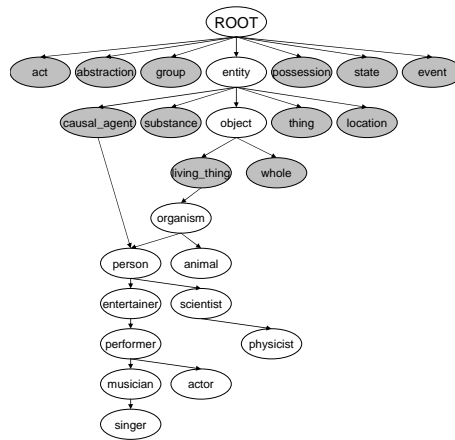 ROOT
act abstraction group entity possession state event
causal_agent substance object thing location
living_thing whole
organism
person animal
entertainer scientist
performer physicist
musician actor
singer